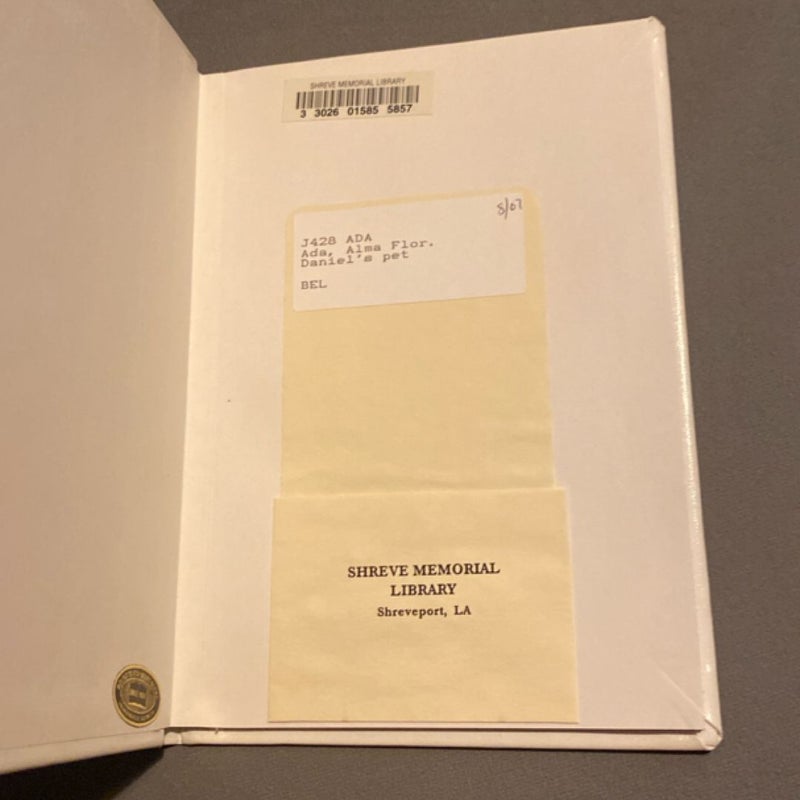 SHREVE MEMORIAL LIBRARY
3 3026 01585 5857
8/07
J428 ADA
Ada, Alma Flor.
Daniel's pet
BEL
SHREVE MEMORIAL
LIBRARY
Shreveport, LA